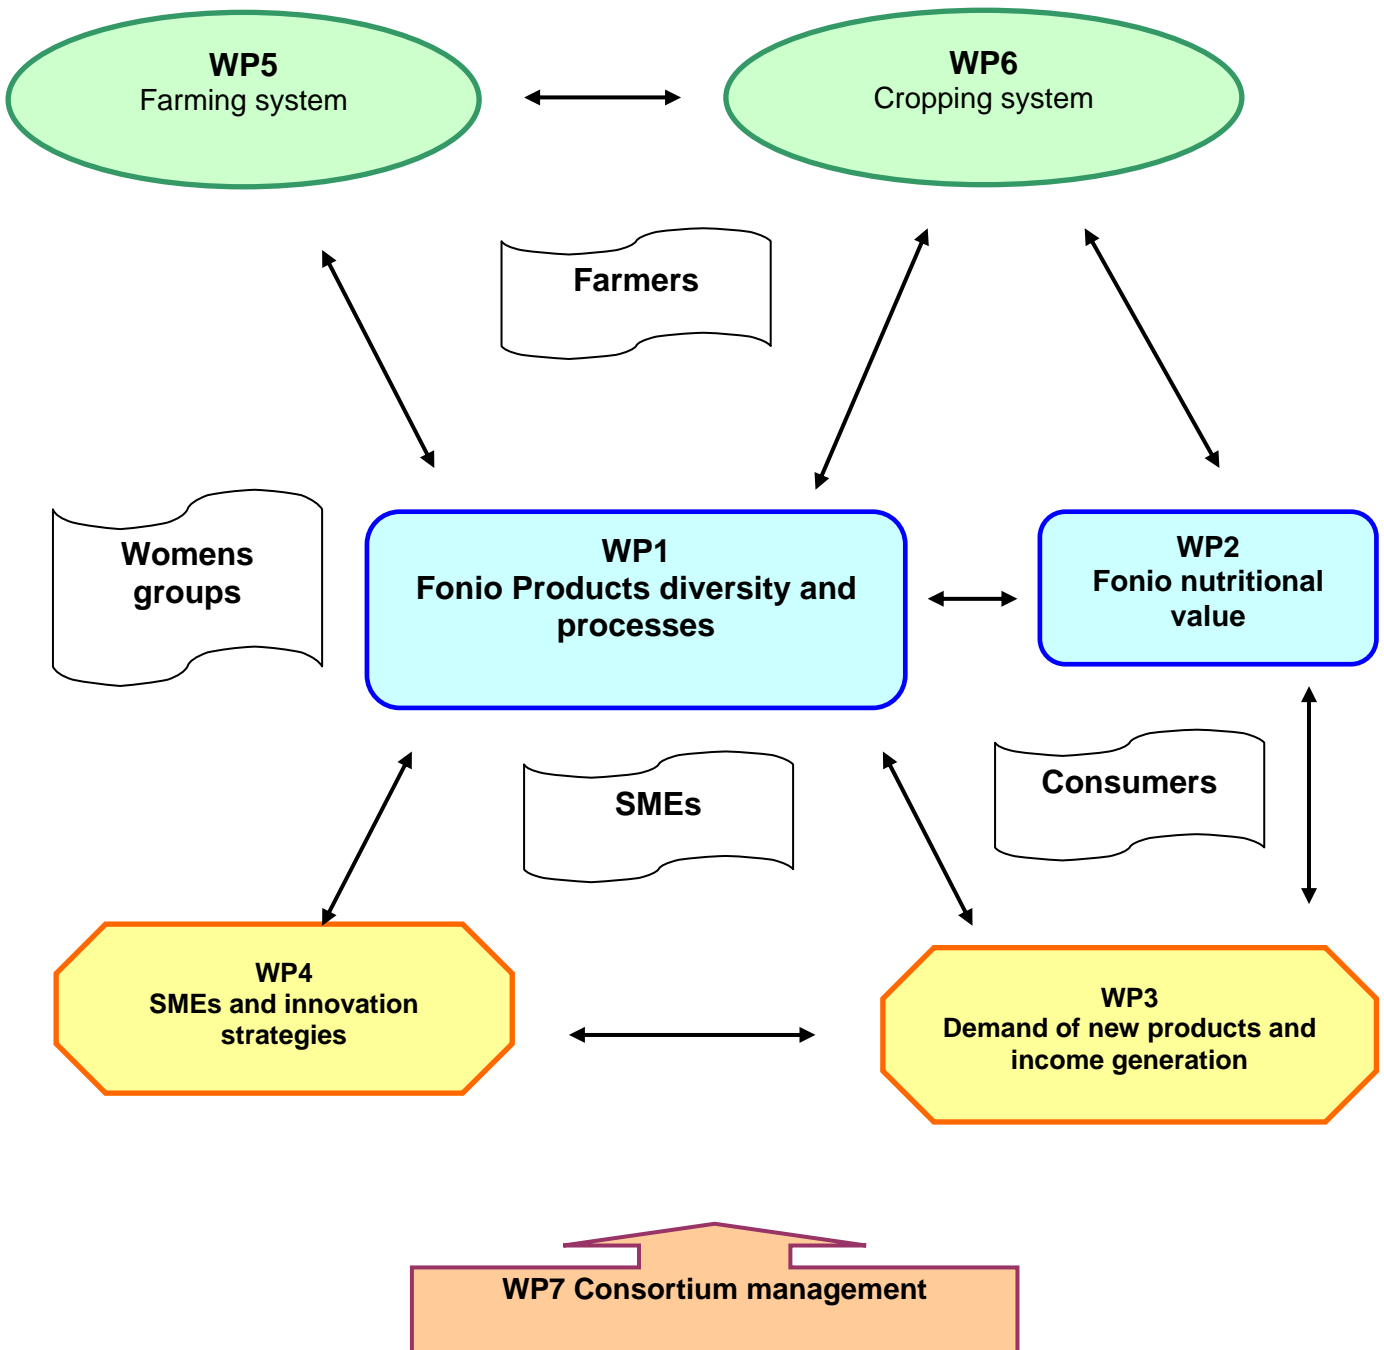 WP5
Farming system
WP6
Cropping system
Farmers
Womens
groups
WP1
Fonio Products diversity and
processes
WP2
Fonio nutritional
value
SMEs
Consumers
WP4
SMEs and innovation
strategies
WP3
Demand of new products and
income generation
WP7 Consortium management